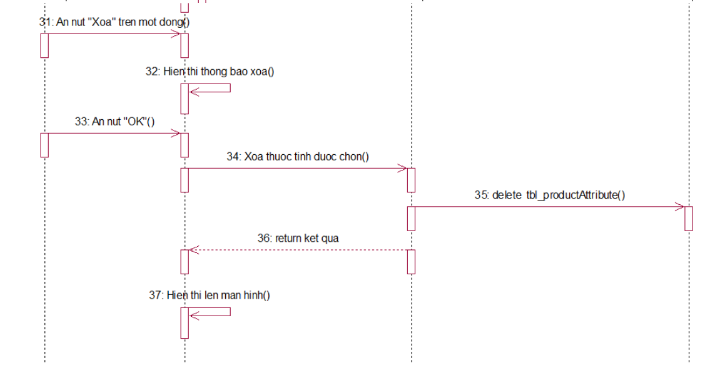 31: An nut "Xoa" tren mot dong()
32: Hien thi thong bao xoa()
33: An nut "OK"()
34: Xoa thuoc tinh duoc chon()
35: delete tbl_productAttribute()
36: return ket qua
37: Hien thi len man hinh()